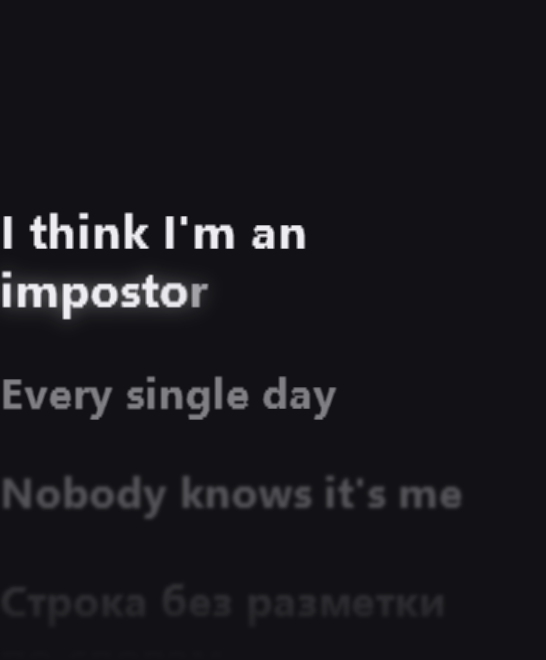 I think I'm an
impostor
Every single day
Nobody knows it's me
Строка без разметки